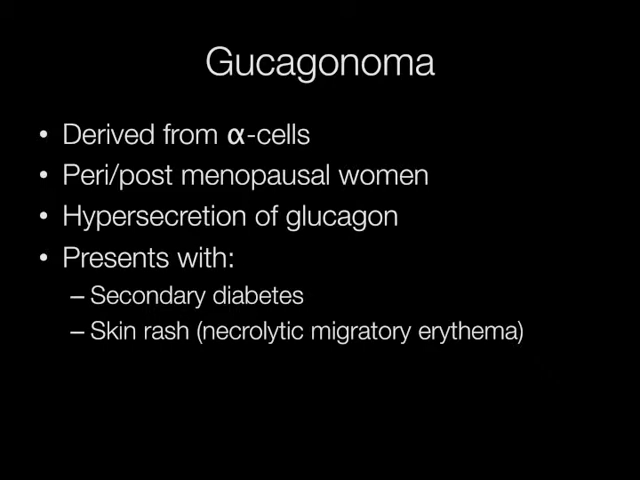 Gucagonoma
• Derived from α-cells
• Peri/post menopausal women
• Hypersecretion of glucagon
• Presents with:
– Secondary diabetes
– Skin rash (necrolytic migratory erythema)